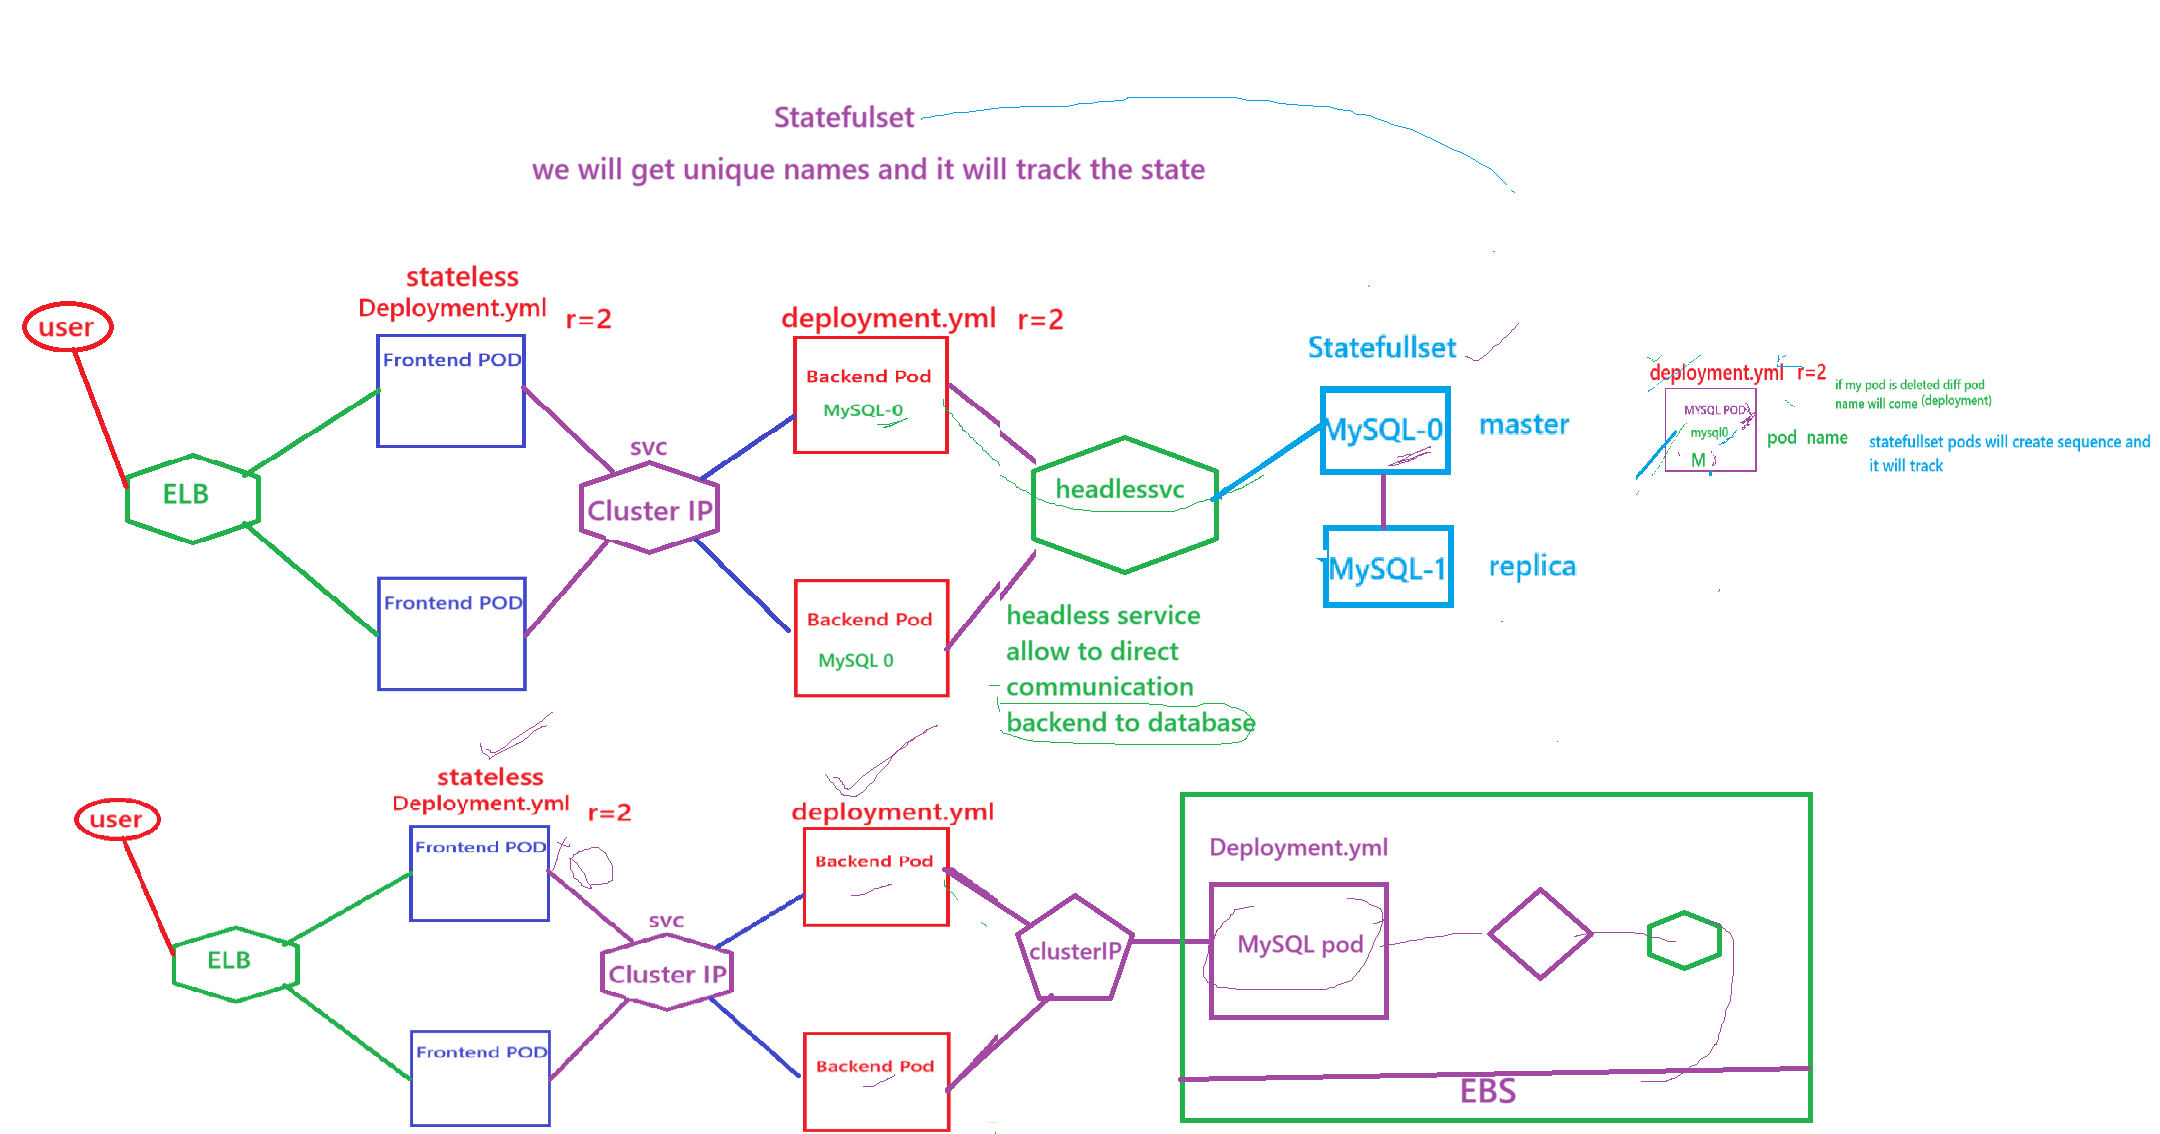 Statefulset
we will get unique names and it will track the state
user
ELB
stateless
Deployment.yml r=2
Frontend POD
Frontend POD
svc
Cluster IP
deployment.yml r=2
Backend Pod
MySQL-0
Backend Pod
MySQL 0
headlessvc
headless service
allow to direct
communication
backend to database
Statefullset
MySQL-0
master
MySQL-1
replica
deployment.yml r=2
MYSQL POD
mysql0
M
pod name
if my pod is deleted diff pod
name will come (deployment)
statefullset pods will create sequence and
it will track
user
ELB
stateless
Deployment.yml r=2
Frontend POD
Frontend POD
svc
Cluster IP
deployment.yml
Backend Pod
Backend Pod
clusterIP
Deployment.yml
MySQL pod
EBS